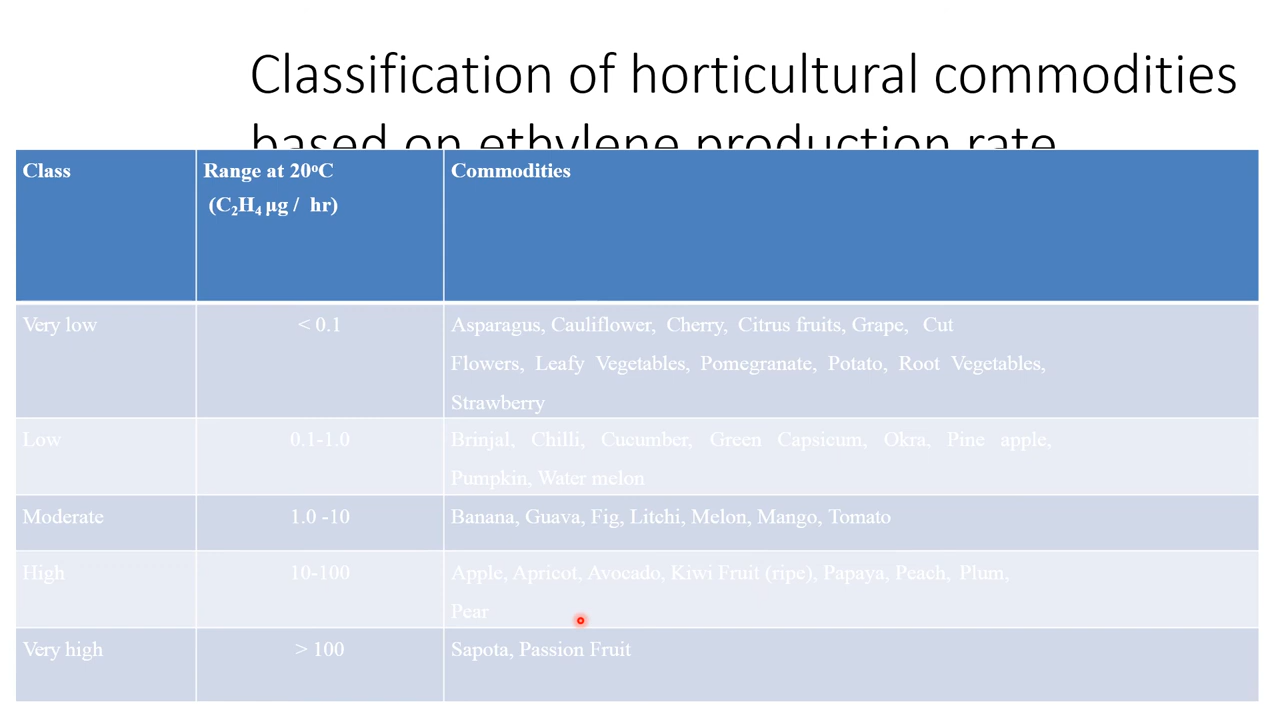 Classification of horticultural commodities
based on ethylene production rate
Class
Range at 20°C
(C₂H₄ µg / hr)
Commodities
Very low
< 0.1
Asparagus, Cauliflower, Cherry, Citrus fruits, Grape, Cut
Flowers, Leafy Vegetables, Pomegranate, Potato, Root Vegetables,
Strawberry
Low
0.1-1.0
Brinjal, Chilli, Cucumber, Green Capsicum, Okra, Pine apple,
Pumpkin, Water melon
Moderate
1.0 -10
Banana, Guava, Fig, Litchi, Melon, Mango, Tomato
High
10-100
Apple, Apricot, Avocado, Kiwi Fruit (ripe), Papaya, Peach, Plum,
Pear
Very high
> 100
Sapota, Passion Fruit